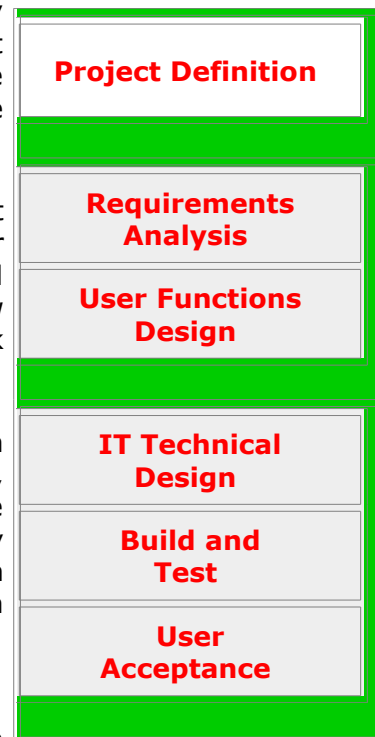 Project Definition
Requirements
Analysis
User Functions
Design
IT Technical
Design
Build and
Test
User
Acceptance